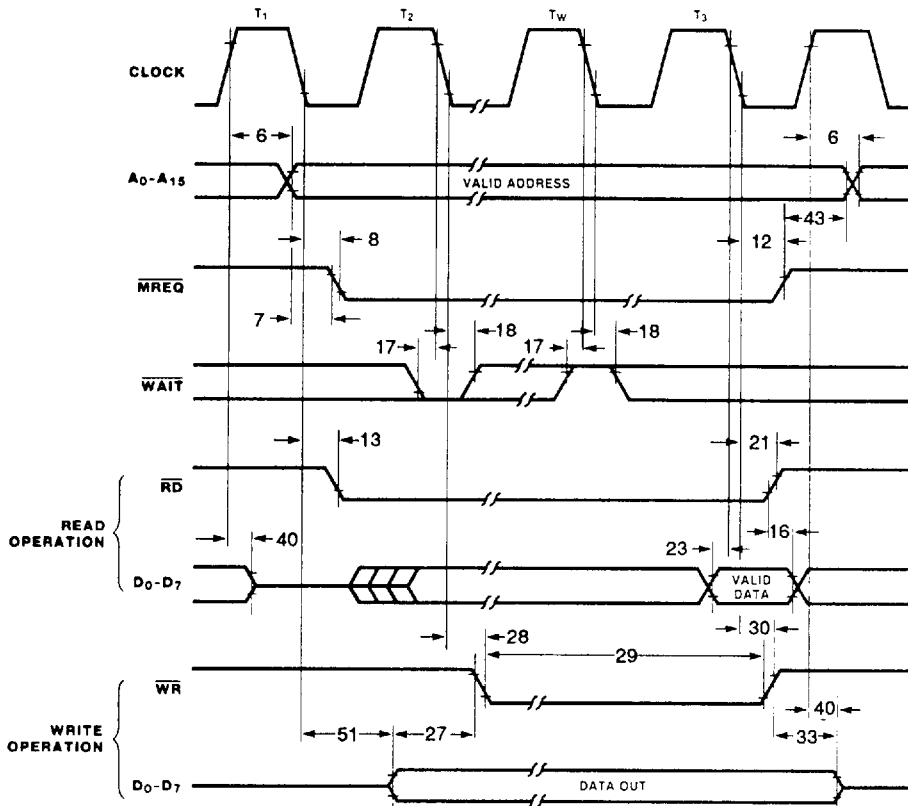 T1 T2 TW T3
CLOCK
6 6
A0-A15 VALID ADDRESS
43
8 12
MREQ
7
18 18
17 17
WAIT
13 21
RD
READ
OPERATION
40 23 16
D0-D7 VALID
DATA
28 30
29
WR
40
WRITE
OPERATION
51 27 33
D0-D7 DATA OUT